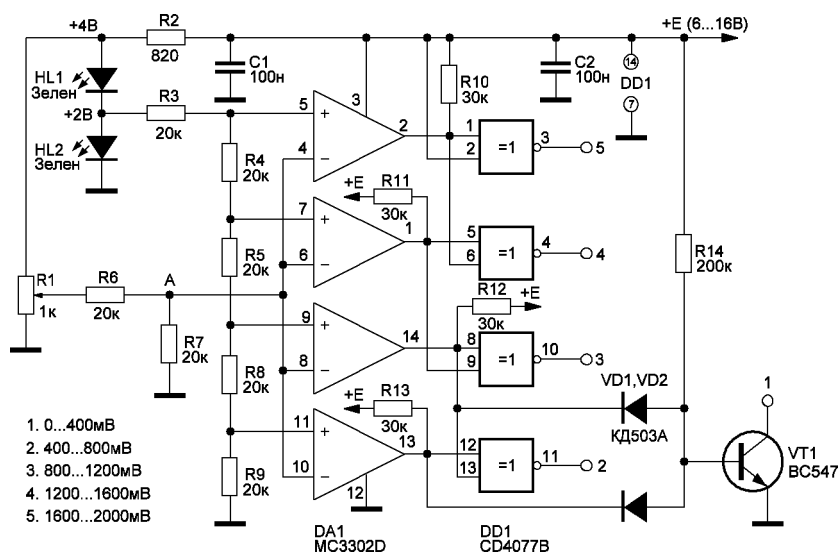 +4В
R2
820
+E (6...16В)
HL1
Зелен
C1
100н
R10
30к
C2
100н
14
DD1
7
R3
20к
+2В
HL2
Зелен
5
+
3
2
4
−
1
2
=1
3
5
R4
20к
+E
R11
30к
7
+
1
6
−
5
6
=1
4
4
R5
20к
R14
200к
R1
1к
R6
20к
A
R12
+E
30к
9
+
14
8
−
8
9
=1
10
3
R7
20к
R8
20к
+E
R13
30к
VD1,VD2
КД503А
1
11
+
13
10
−
12
12
13
=1
11
2
VT1
BC547
R9
20к
1. 0...400мВ
2. 400...800мВ
3. 800...1200мВ
4. 1200...1600мВ
5. 1600...2000мВ
DA1
MC3302D
DD1
CD4077B